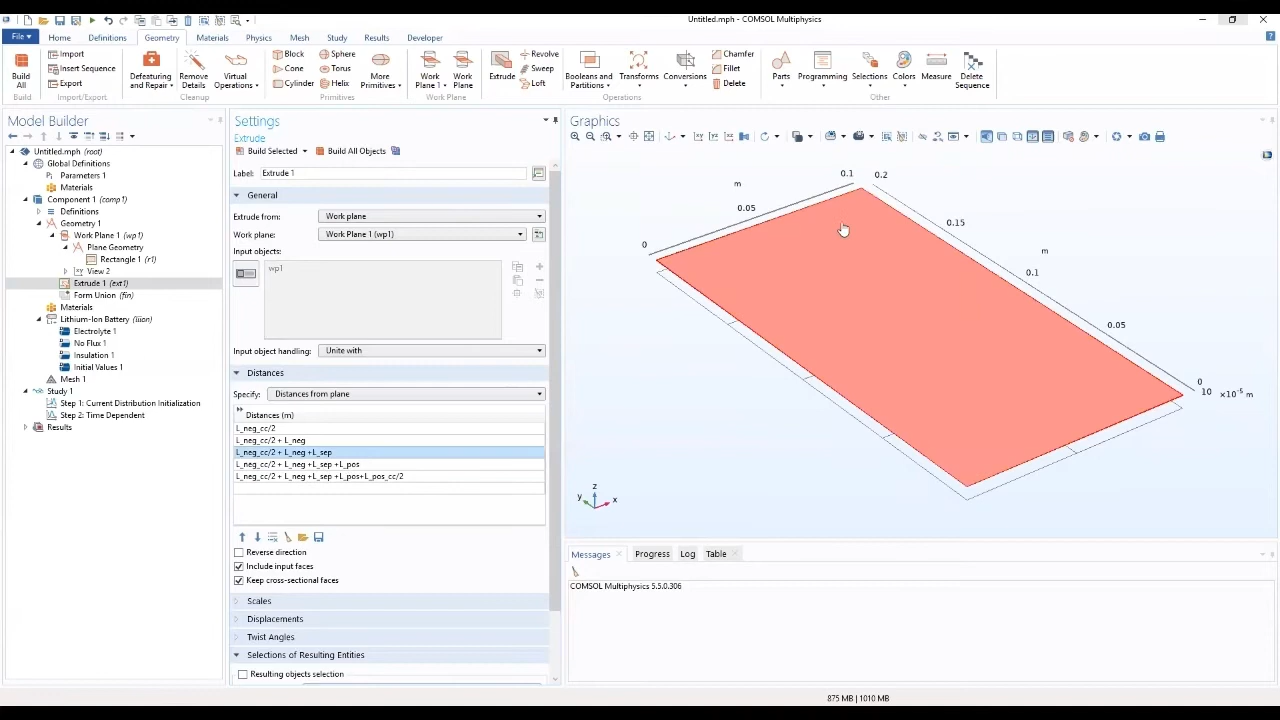 Untitled.mph - COMSOL Multiphysics
File Home Definitions Geometry Materials Physics Mesh Study Results Developer
Build
All
Build
Import
Insert Sequence
Export
Import/Export
Defeaturing
and Repair
Remove
Details
Virtual
Operations
Cleanup
Block
Cone
Cylinder
Sphere
Torus
Helix
More
Primitives
Primitives
Work
Plane 1
Work
Plane
Work Plane
Extrude
Revolve
Sweep
Loft
Booleans and
Partitions
Transforms
Conversions
Chamfer
Fillet
Delete
Operations
Parts
Programming
Selections
Colors
Measure
Delete
Sequence
Other
Model Builder
Untitled.mph (root)
Global Definitions
Parameters 1
Materials
Component 1 (comp1)
Definitions
Geometry 1
Work Plane 1 (wp1)
Plane Geometry
Rectangle 1 (r1)
View 2
Extrude 1 (ext1)
Form Union (fin)
Materials
Lithium-Ion Battery (liion)
Electrolyte 1
No Flux 1
Insulation 1
Initial Values 1
Mesh 1
Study 1
Step 1: Current Distribution Initialization
Step 2: Time Dependent
Results
Settings
Extrude
Build Selected Build All Objects
Label: Extrude 1
General
Extrude from: Work plane
Work plane: Work Plane 1 (wp1)
Input objects:
wp1
Input object handling: Unite with
Distances
Specify: Distances from plane
Distances (m)
L_neg_cc/2
L_neg_cc/2 + L_neg
L_neg_cc/2 + L_neg +L_sep
L_neg_cc/2 + L_neg +L_sep +L_pos
L_neg_cc/2 + L_neg +L_sep +L_pos+L_pos_cc/2
Reverse direction
Include input faces
Keep cross-sectional faces
Scales
Displacements
Twist Angles
Selections of Resulting Entities
Resulting objects selection
Graphics
0.1 0.2
m
0.05
0.15
0
m
0.1
0.05
0
10 ×10⁻⁵ m
z
y x
Messages Progress Log Table
COMSOL Multiphysics 5.5.0.306
875 MB | 1010 MB